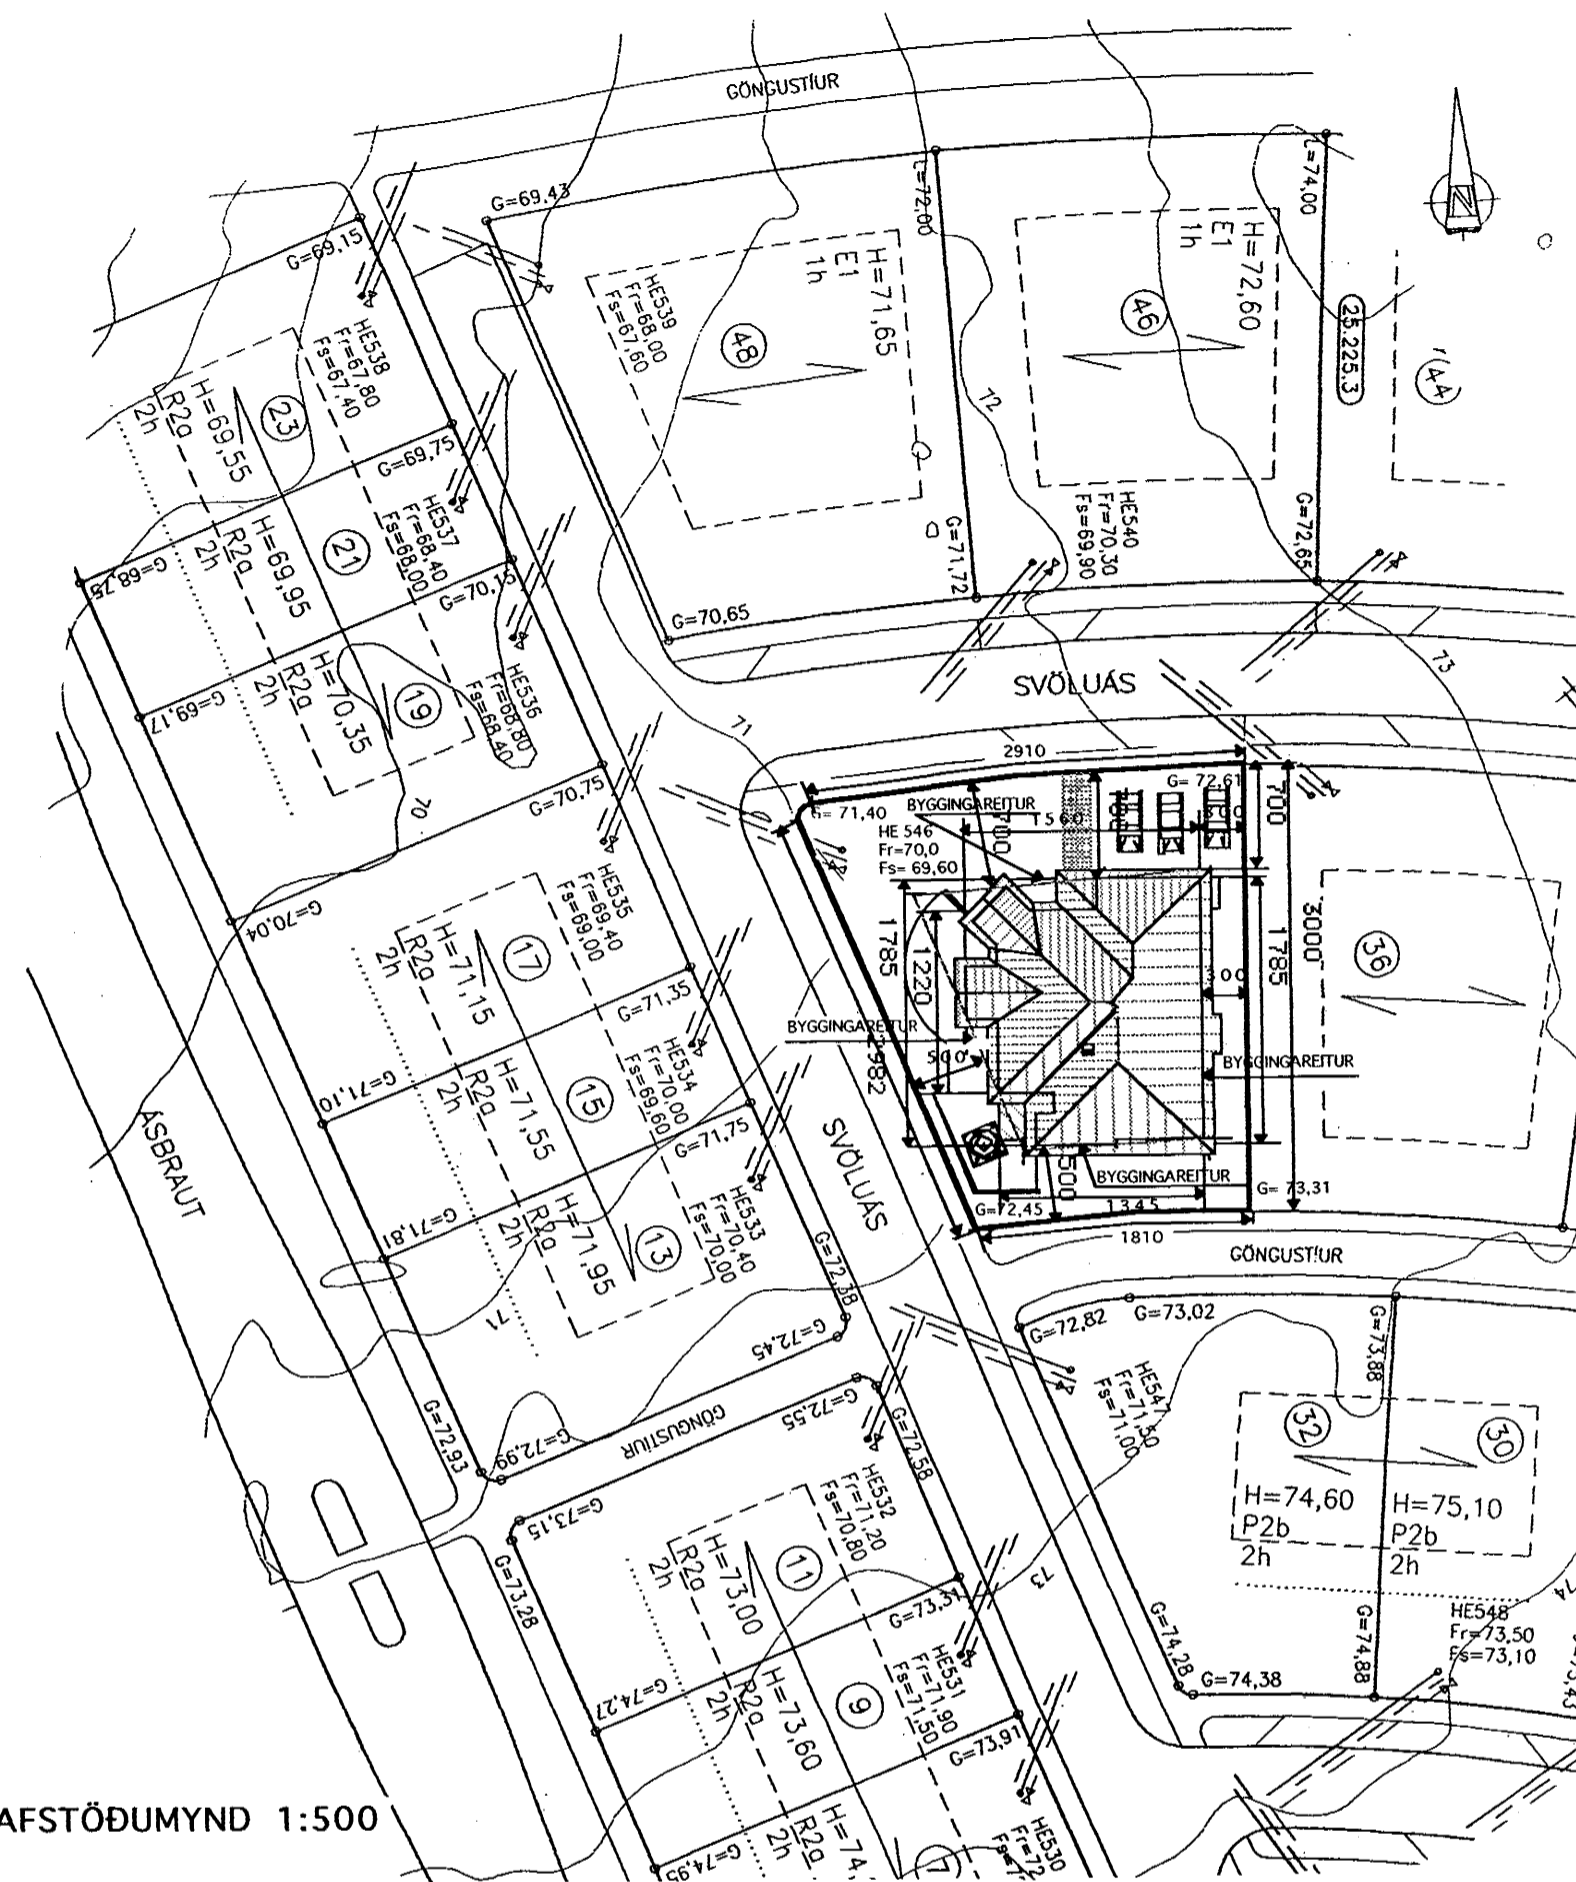 GÖNGUSTÍUR
G=69,43
L=72,00
L=74,00
G=69,15
HE539
Fr=68,00
Fs=67,60
48
H=71,65
E1
1h
46
H=72,60
E1
1h
25.225.3
44
HE538
Fr=67,80
Fs=67,40
23
H=69,55
R2a
2h
G=69,75
12
HE540
Fr=70,30
Fs=69,90
G=71,72
G=72,65
HE537
Fr=68,40
Fs=68,00
21
H=69,95
R2a
2h
G=68,78
G=70,15
G=70,65
SVÖLUÁS
73
71
HE536
Fr=68,80
Fs=68,40
19
H=70,35
R2a
2h
G=69,17
G=70,75
70
2910
G= 71,40
BYGGINGAREITUR
G= 72,61
HE 546
Fr=70,0
Fs= 69,60
1560
700
700
1785
1220
1785
3000
300
36
G=70,04
HE535
Fr=69,40
Fs=69,00
17
H=71,15
R2a
2h
G=71,35
BYGGINGAREITUR
500
2982
BYGGINGAREITUR
G=71,10
HE534
Fr=70,00
Fs=69,60
15
H=71,55
R2a
2h
G=71,75
ÁSBRAUT
SVÖLUÁS
500
BYGGINGAREITUR
G= 73,31
G=72,45
1345
1810
GÖNGUSTÍUR
G=71,81
HE533
Fr=70,40
Fs=70,00
13
H=71,95
R2a
2h
71
G=72,38
G=72,45
G=72,82
G=73,02
G=73,88
HE547
Fr=71,50
Fs=71,00
G=72,93
G=72,99
GÖNGUSTÍUR
G=72,55
G=72,58
32
30
H=74,60
P2b
2h
H=75,10
P2b
2h
G=73,15
G=73,28
HE532
Fr=71,20
Fs=70,80
11
H=73,00
R2a
2h
G=73,31
73
74
G=74,28
G=74,38
G=74,88
HE548
Fr=73,50
Fs=73,10
HE531
Fr=71,90
Fs=71,50
9
H=73,60
R2a
2h
G=74,27
G=73,91
AFSTÖÐUMYND 1:500
G=74,95
R2a
2h
7
HE530